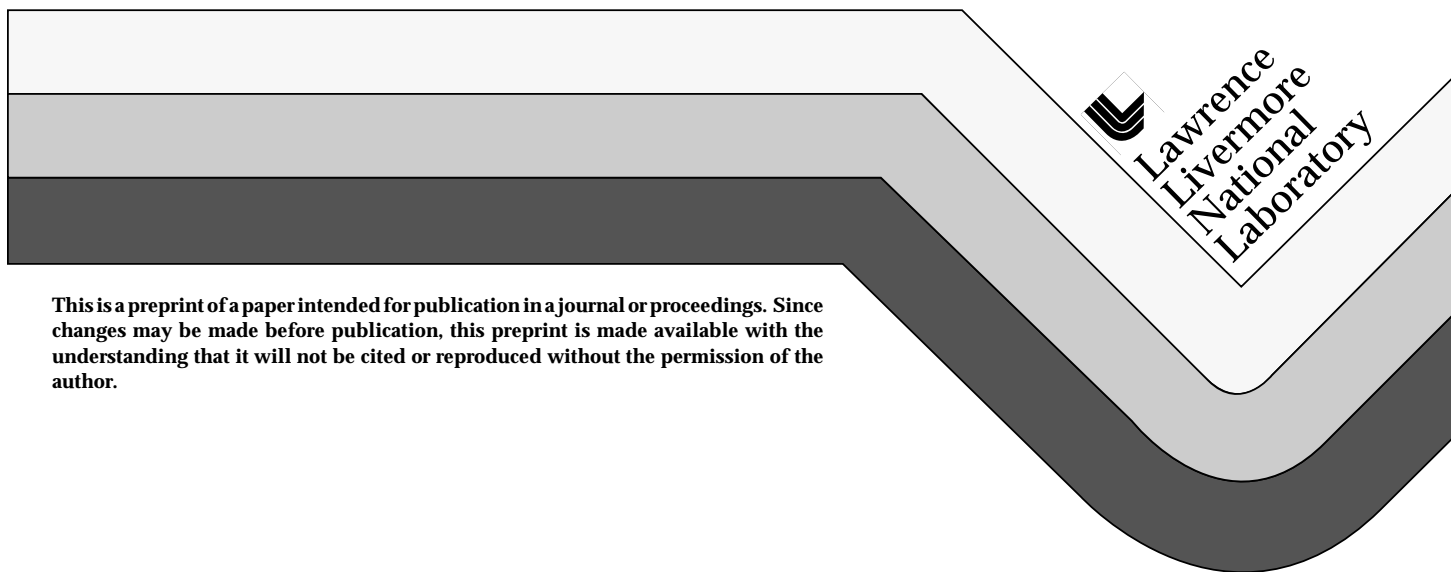 Lawrence
Livermore
National
Laboratory
This is a preprint of a paper intended for publication in a journal or proceedings. Since
changes may be made before publication, this preprint is made available with the
understanding that it will not be cited or reproduced without the permission of the
author.